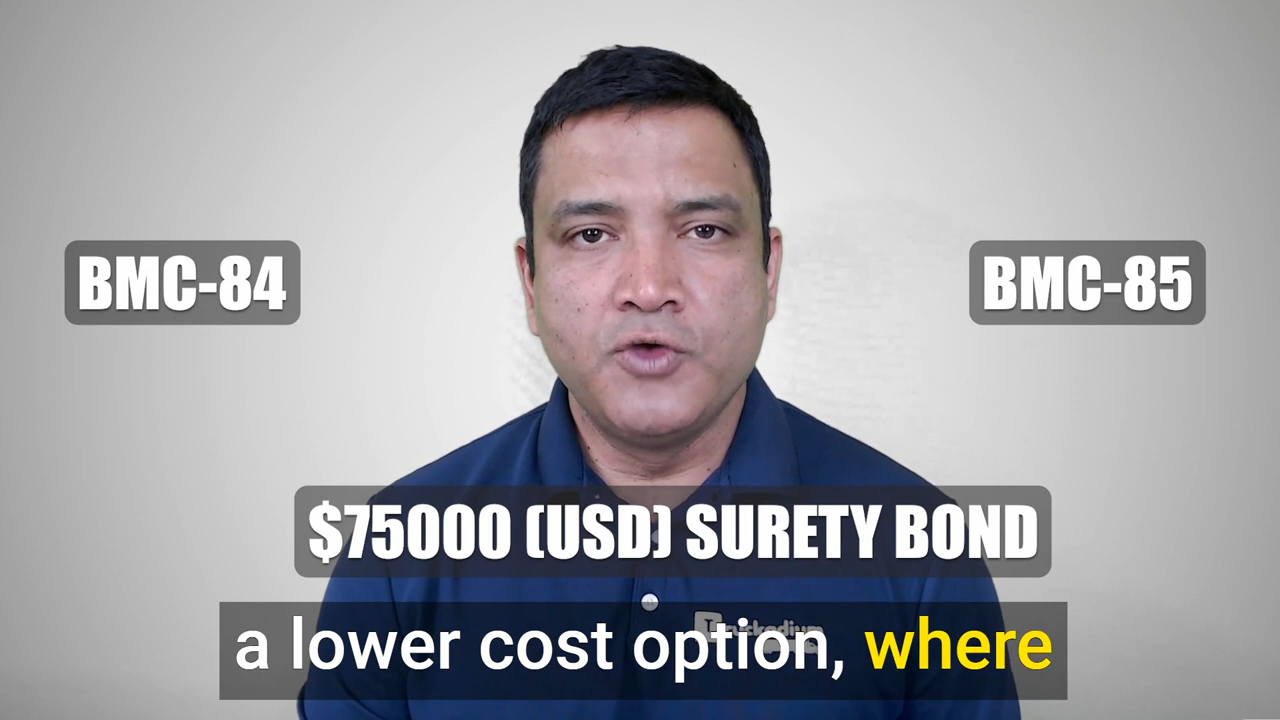 BMC-84
BMC-85
$75000 (USD) SURETY BOND
a lower cost option, where